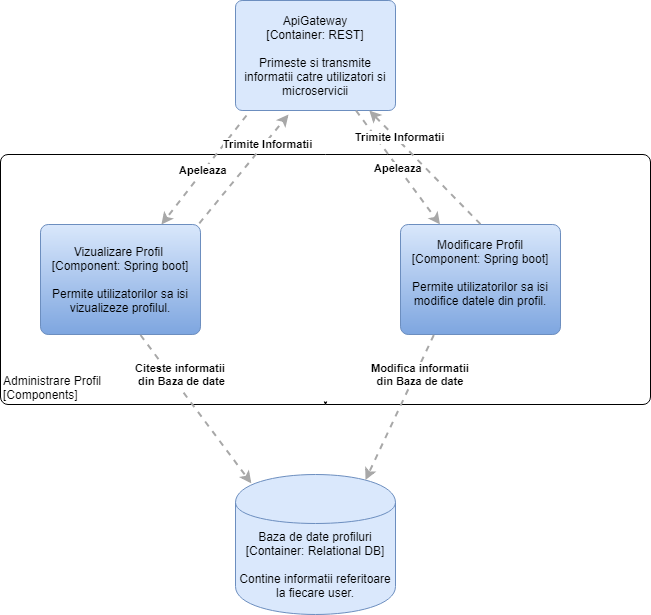 ApiGateway
[Container: REST]
Primeste si transmite
informatii catre utilizatori si
microservicii
Trimite Informatii
Trimite Informatii
Apeleaza
Apeleaza
Vizualizare Profil
[Component: Spring boot]
Permite utilizatorilor sa isi
vizualizeze profilul.
Modificare Profil
[Component: Spring boot]
Permite utilizatorilor sa isi
modifice datele din profil.
Citeste informatii
din Baza de date
Modifica informatii
din Baza de date
Administrare Profil
[Components]
Baza de date profiluri
[Container: Relational DB]
Contine informatii referitoare
la fiecare user.